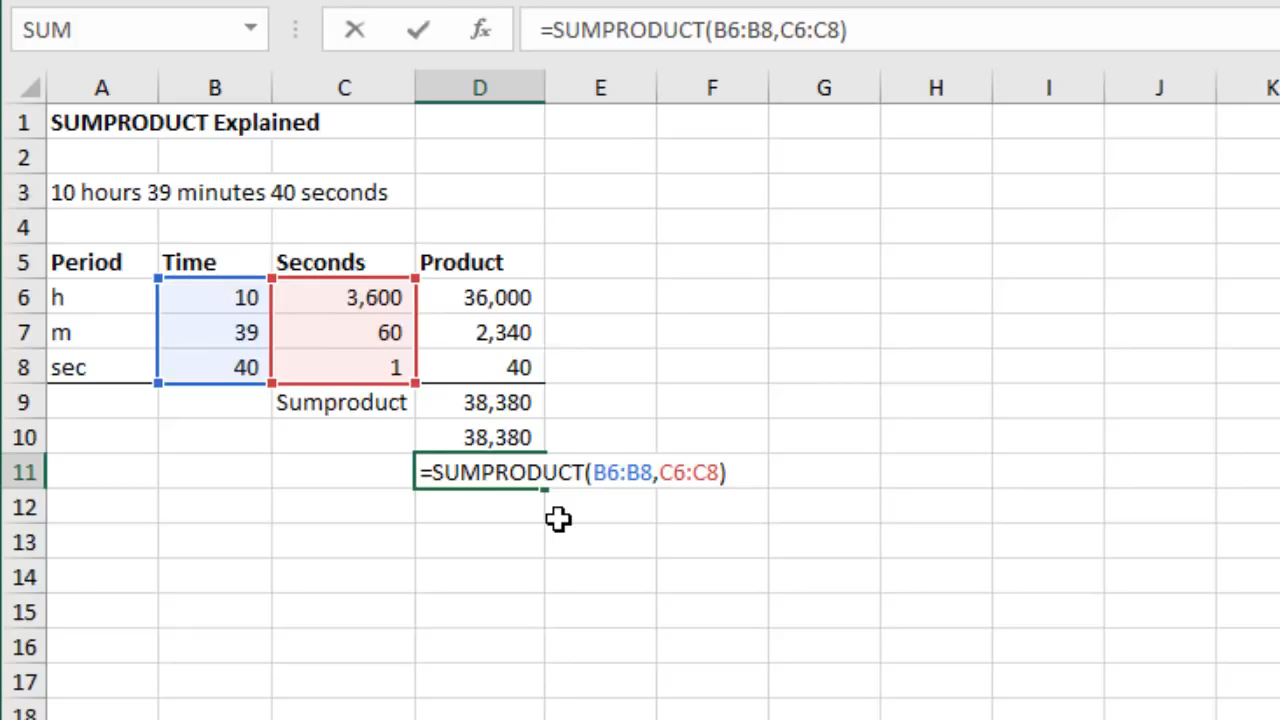 SUM =SUMPRODUCT(B6:B8,C6:C8)
A B C D E F G H I J K
1 SUMPRODUCT Explained
2
3 10 hours 39 minutes 40 seconds
4
5 Period Time Seconds Product
6 h 10 3,600 36,000
7 m 39 60 2,340
8 sec 40 1 40
9 Sumproduct 38,380
10 38,380
11 =SUMPRODUCT(B6:B8,C6:C8)
12
13
14
15
16
17
18